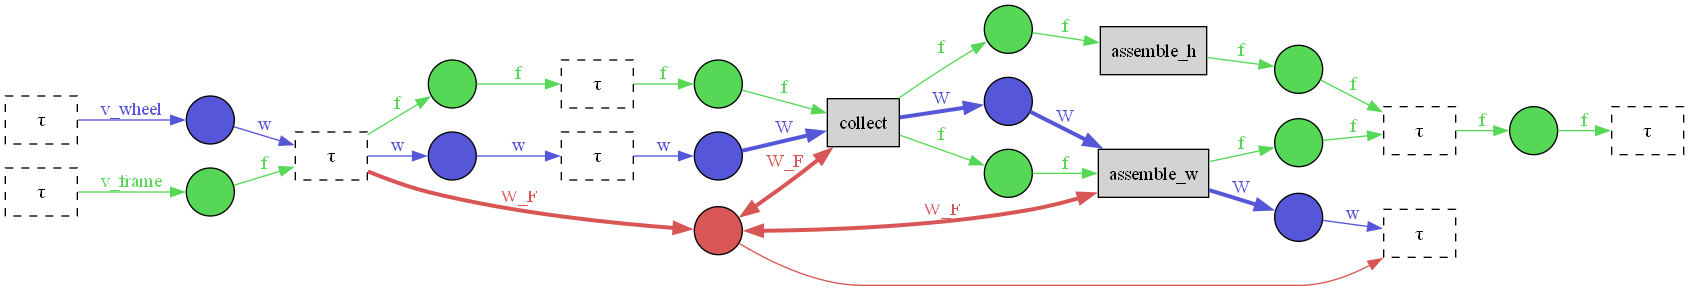 τ
v_wheel
w
τ
v_frame
f
τ
f
f
τ
f
f
w
w
τ
w
W
W_F
W_F
collect
f
f
assemble_h
f
f
W
W
f
f
assemble_w
f
f
W
w
W_F
τ
f
f
τ
τ